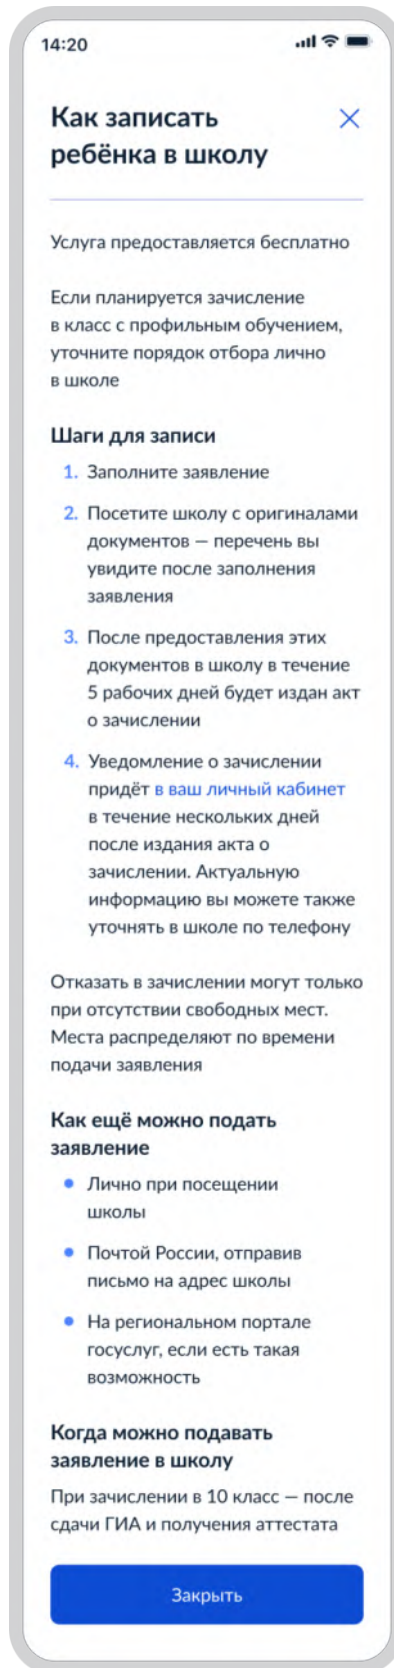 14:20
Как записать
ребёнка в школу
Услуга предоставляется бесплатно
Если планируется зачисление
в класс с профильным обучением,
уточните порядок отбора лично
в школе
Шаги для записи
1. Заполните заявление
2. Посетите школу с оригиналами
документов — перечень вы
увидите после заполнения
заявления
3. После предоставления этих
документов в школу в течение
5 рабочих дней будет издан акт
о зачислении
4. Уведомление о зачислении
придёт в ваш личный кабинет
в течение нескольких дней
после издания акта о
зачислении. Актуальную
информацию вы можете также
уточнять в школе по телефону
Отказать в зачислении могут только
при отсутствии свободных мест.
Места распределяют по времени
подачи заявления
Как ещё можно подать
заявление
• Лично при посещении
школы
• Почтой России, отправив
письмо на адрес школы
• На региональном портале
госуслуг, если есть такая
возможность
Когда можно подавать
заявление в школу
При зачислении в 10 класс — после
сдачи ГИА и получения аттестата
Закрыть